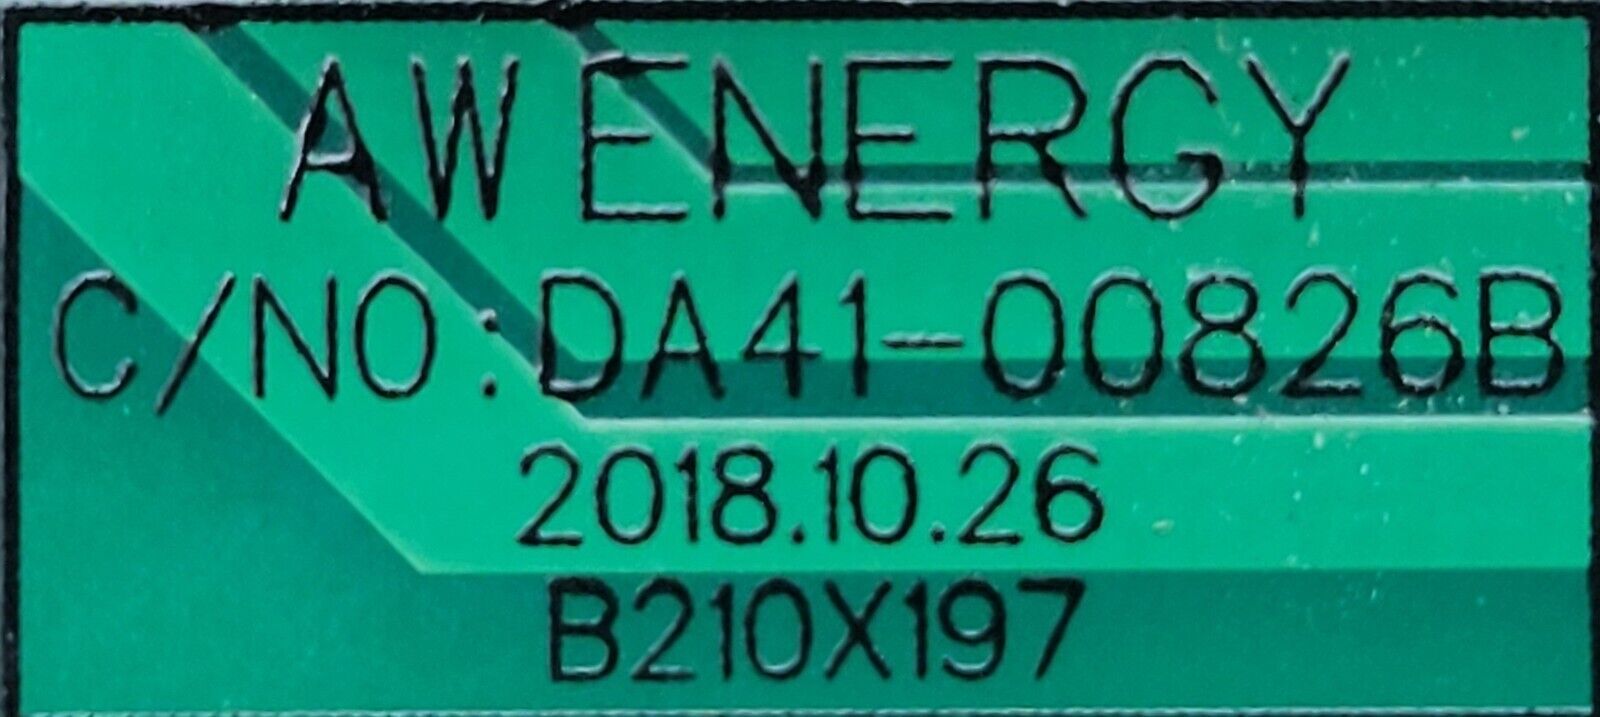 AW ENERGY
C/NO:DA41-00826B
2018.10.26
B210X197